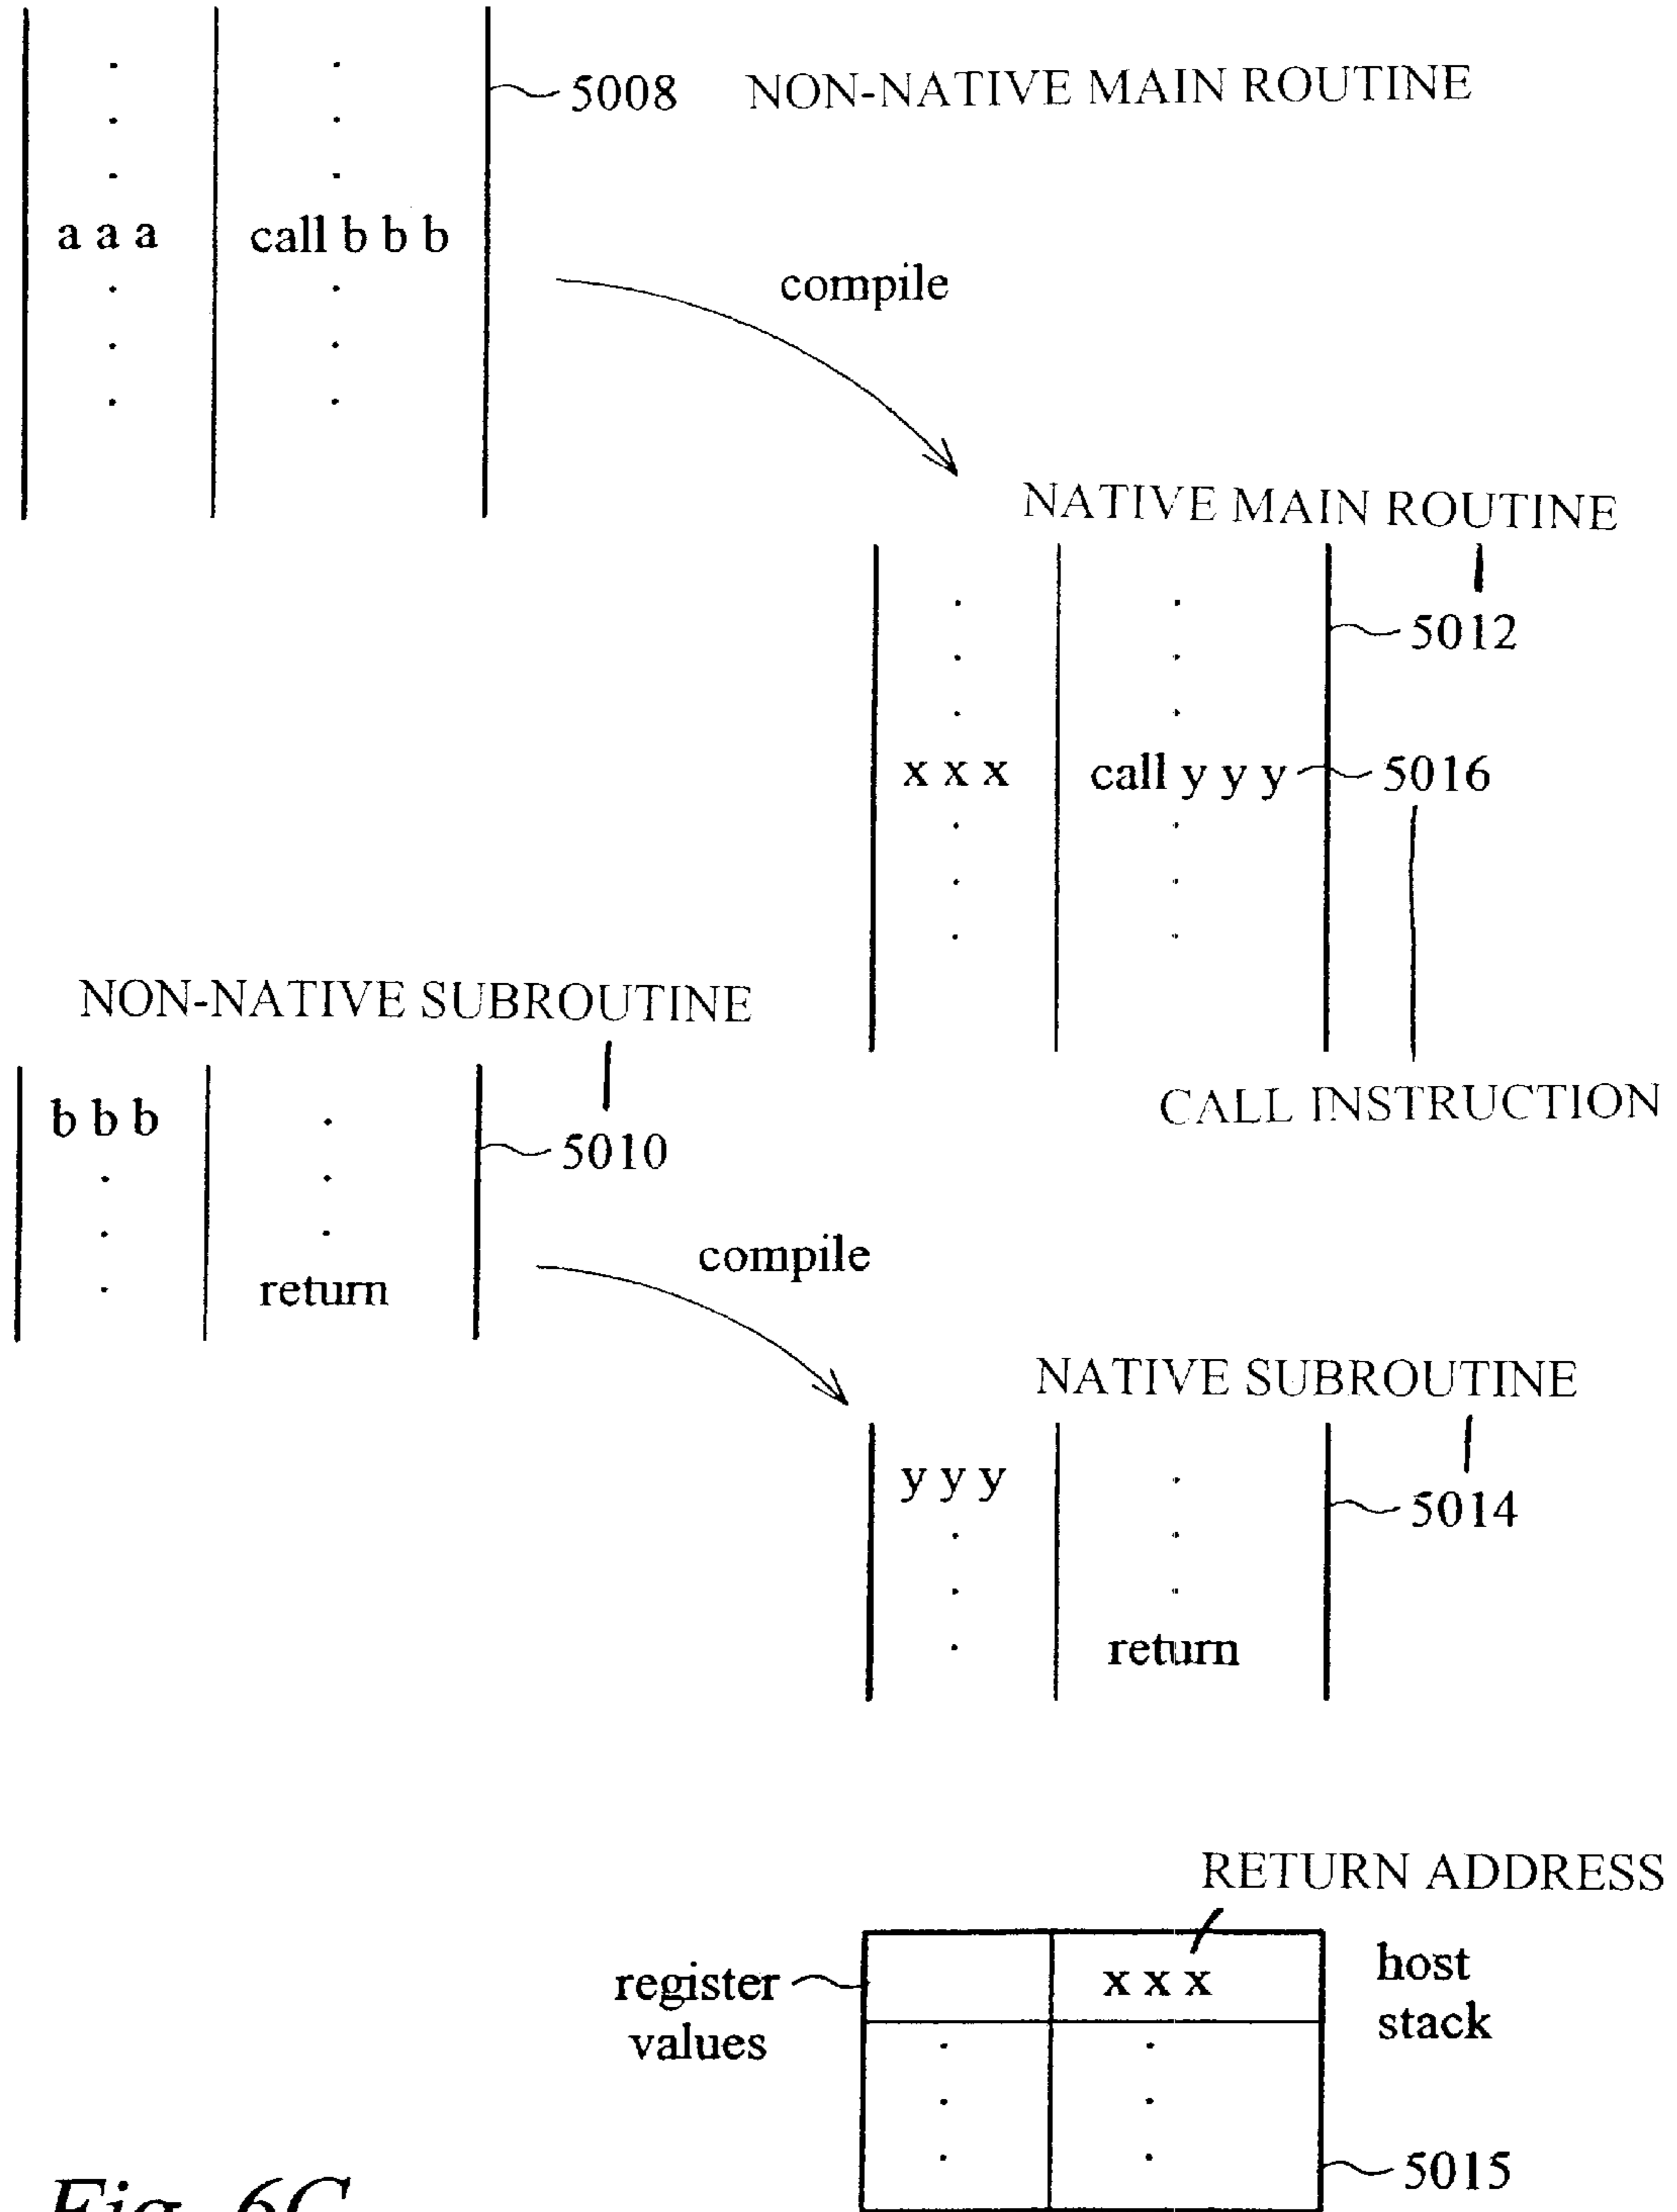 5008 NON-NATIVE MAIN ROUTINE
a a a call b b b
compile
NATIVE MAIN ROUTINE
5012
x x x call y y y 5016
NON-NATIVE SUBROUTINE
CALL INSTRUCTION
b b b
5010
compile
return
NATIVE SUBROUTINE
y y y
5014
return
RETURN ADDRESS
register
values
x x x
host
stack
5015
Fig. 6C